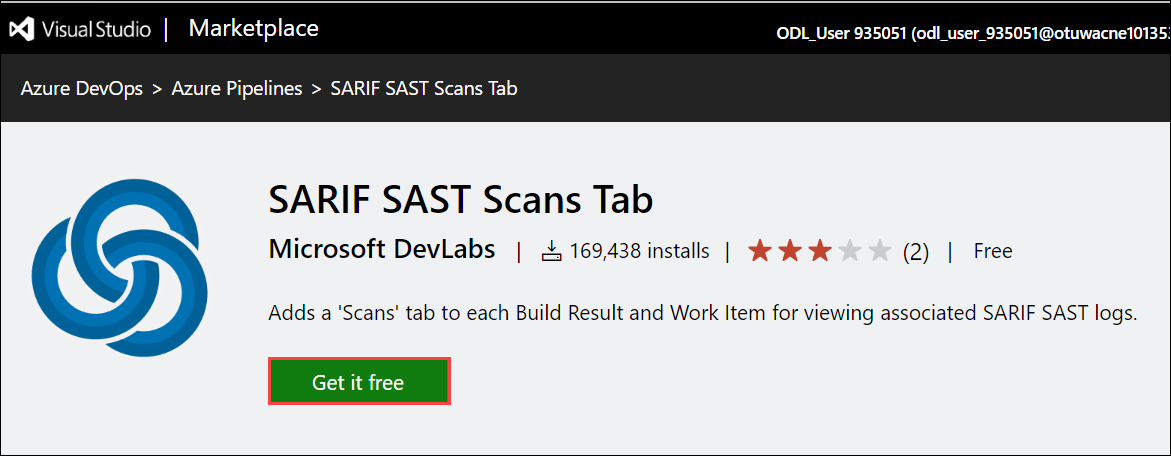 Visual Studio | Marketplace
ODL_User 935051 (odl_user_935051@otuwacne101353
Azure DevOps > Azure Pipelines > SARIF SAST Scans Tab
SARIF SAST Scans Tab
Microsoft DevLabs | 169,438 installs | (2) | Free
Adds a 'Scans' tab to each Build Result and Work Item for viewing associated SARIF SAST logs.
Get it free